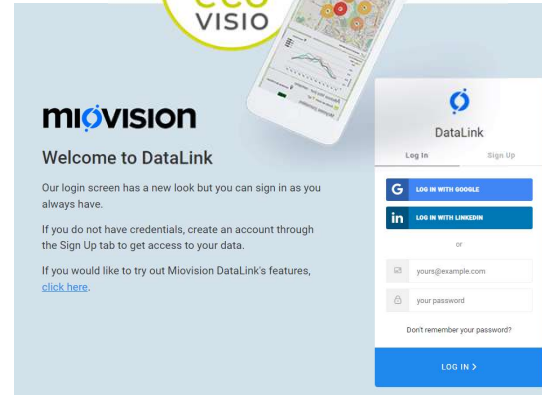 eco
VISIO
miovision
Welcome to DataLink
Our login screen has a new look but you can sign in as you
always have.
If you do not have credentials, create an account through
the Sign Up tab to get access to your data.
If you would like to try out Miovision DataLink's features,
click here.
DataLink
Log In
Sign Up
G LOG IN WITH GOOGLE
in LOG IN WITH LINKEDIN
or
yours@example.com
your password
Don't remember your password?
LOG IN >